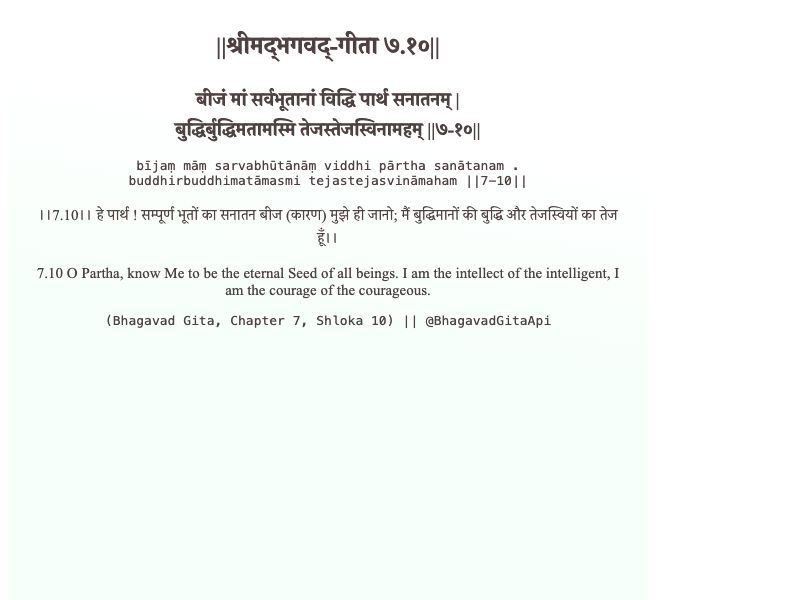 ||श्रीमद्‍भगवद्‍-गीता ७.१०||
बीजं मां सर्वभूतानां विद्धि पार्थ सनातनम् |
बुद्धिर्बुद्धिमतामस्मि तेजस्तेजस्विनामहम् ||७-१०||
bījaṃ māṃ sarvabhūtānāṃ viddhi pārtha sanātanam .
buddhirbuddhimatāmasmi tejastejasvināmaham ||7-10||
।।7.10।। हे पार्थ ! सम्पूर्ण भूतों का सनातन बीज (कारण) मुझे ही जानो; मैं बुद्धिमानों की बुद्धि और तेजस्वियों का तेज
हूँ।।
7.10 O Partha, know Me to be the eternal Seed of all beings. I am the intellect of the intelligent, I
am the courage of the courageous.
(Bhagavad Gita, Chapter 7, Shloka 10) || @BhagavadGitaApi